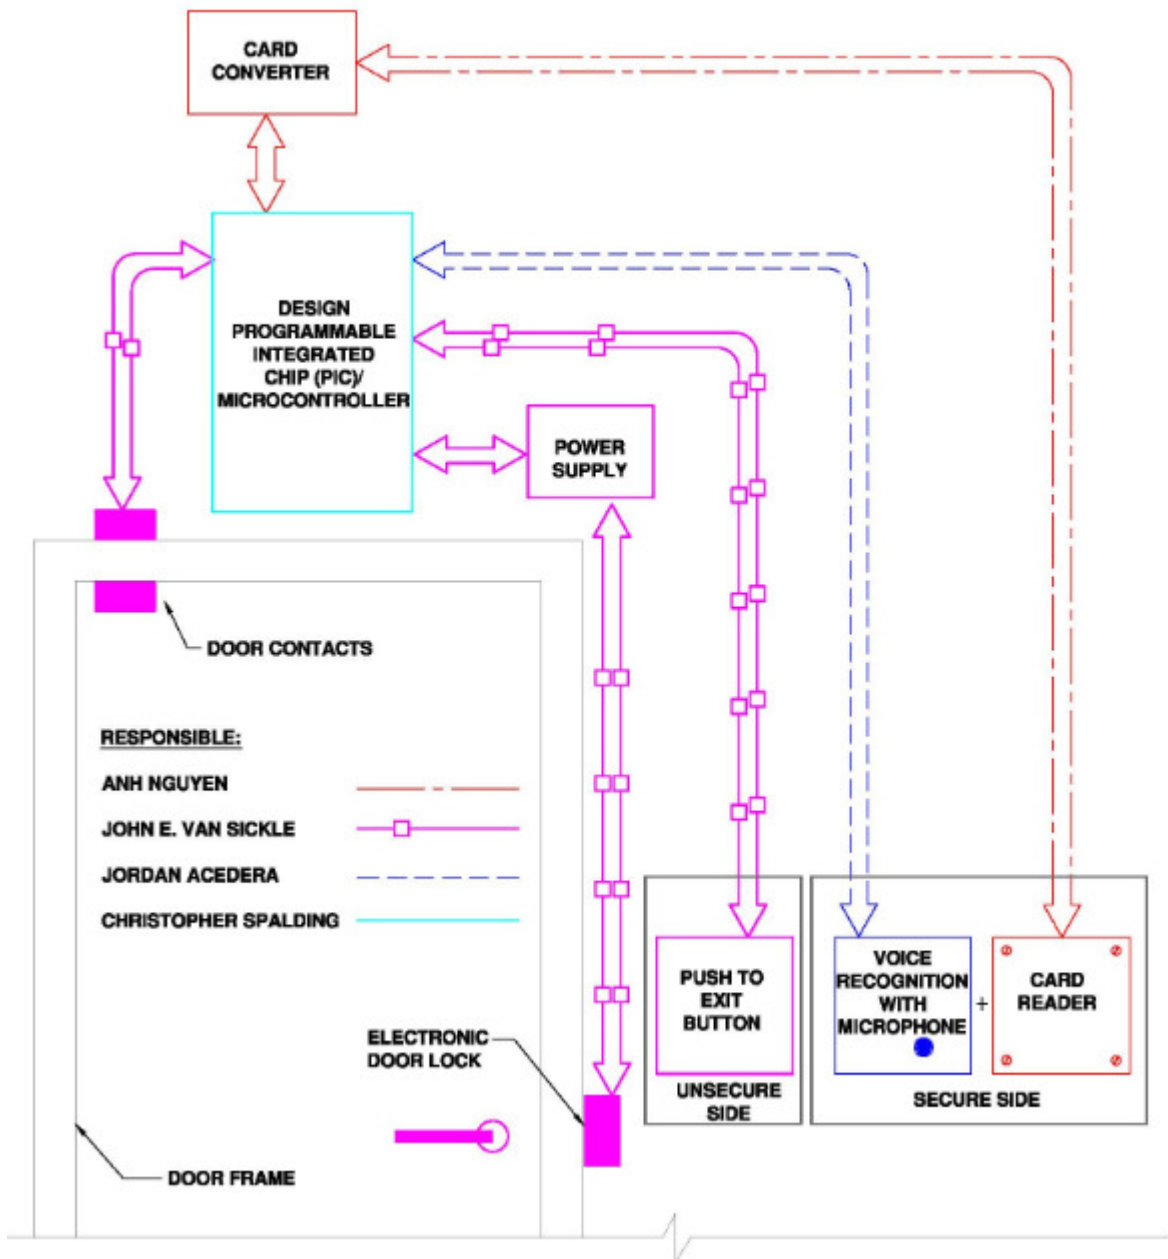 CARD
CONVERTER
DESIGN
PROGRAMMABLE
INTEGRATED
CHIP (PIC)/
MICROCONTROLLER
POWER
SUPPLY
DOOR CONTACTS
RESPONSIBLE:
ANH NGUYEN
JOHN E. VAN SICKLE
JORDAN ACEDERA
CHRISTOPHER SPALDING
PUSH TO
EXIT
BUTTON
UNSECURE
SIDE
VOICE
RECOGNITION
WITH
MICROPHONE
+
CARD
READER
SECURE SIDE
ELECTRONIC
DOOR LOCK
DOOR FRAME